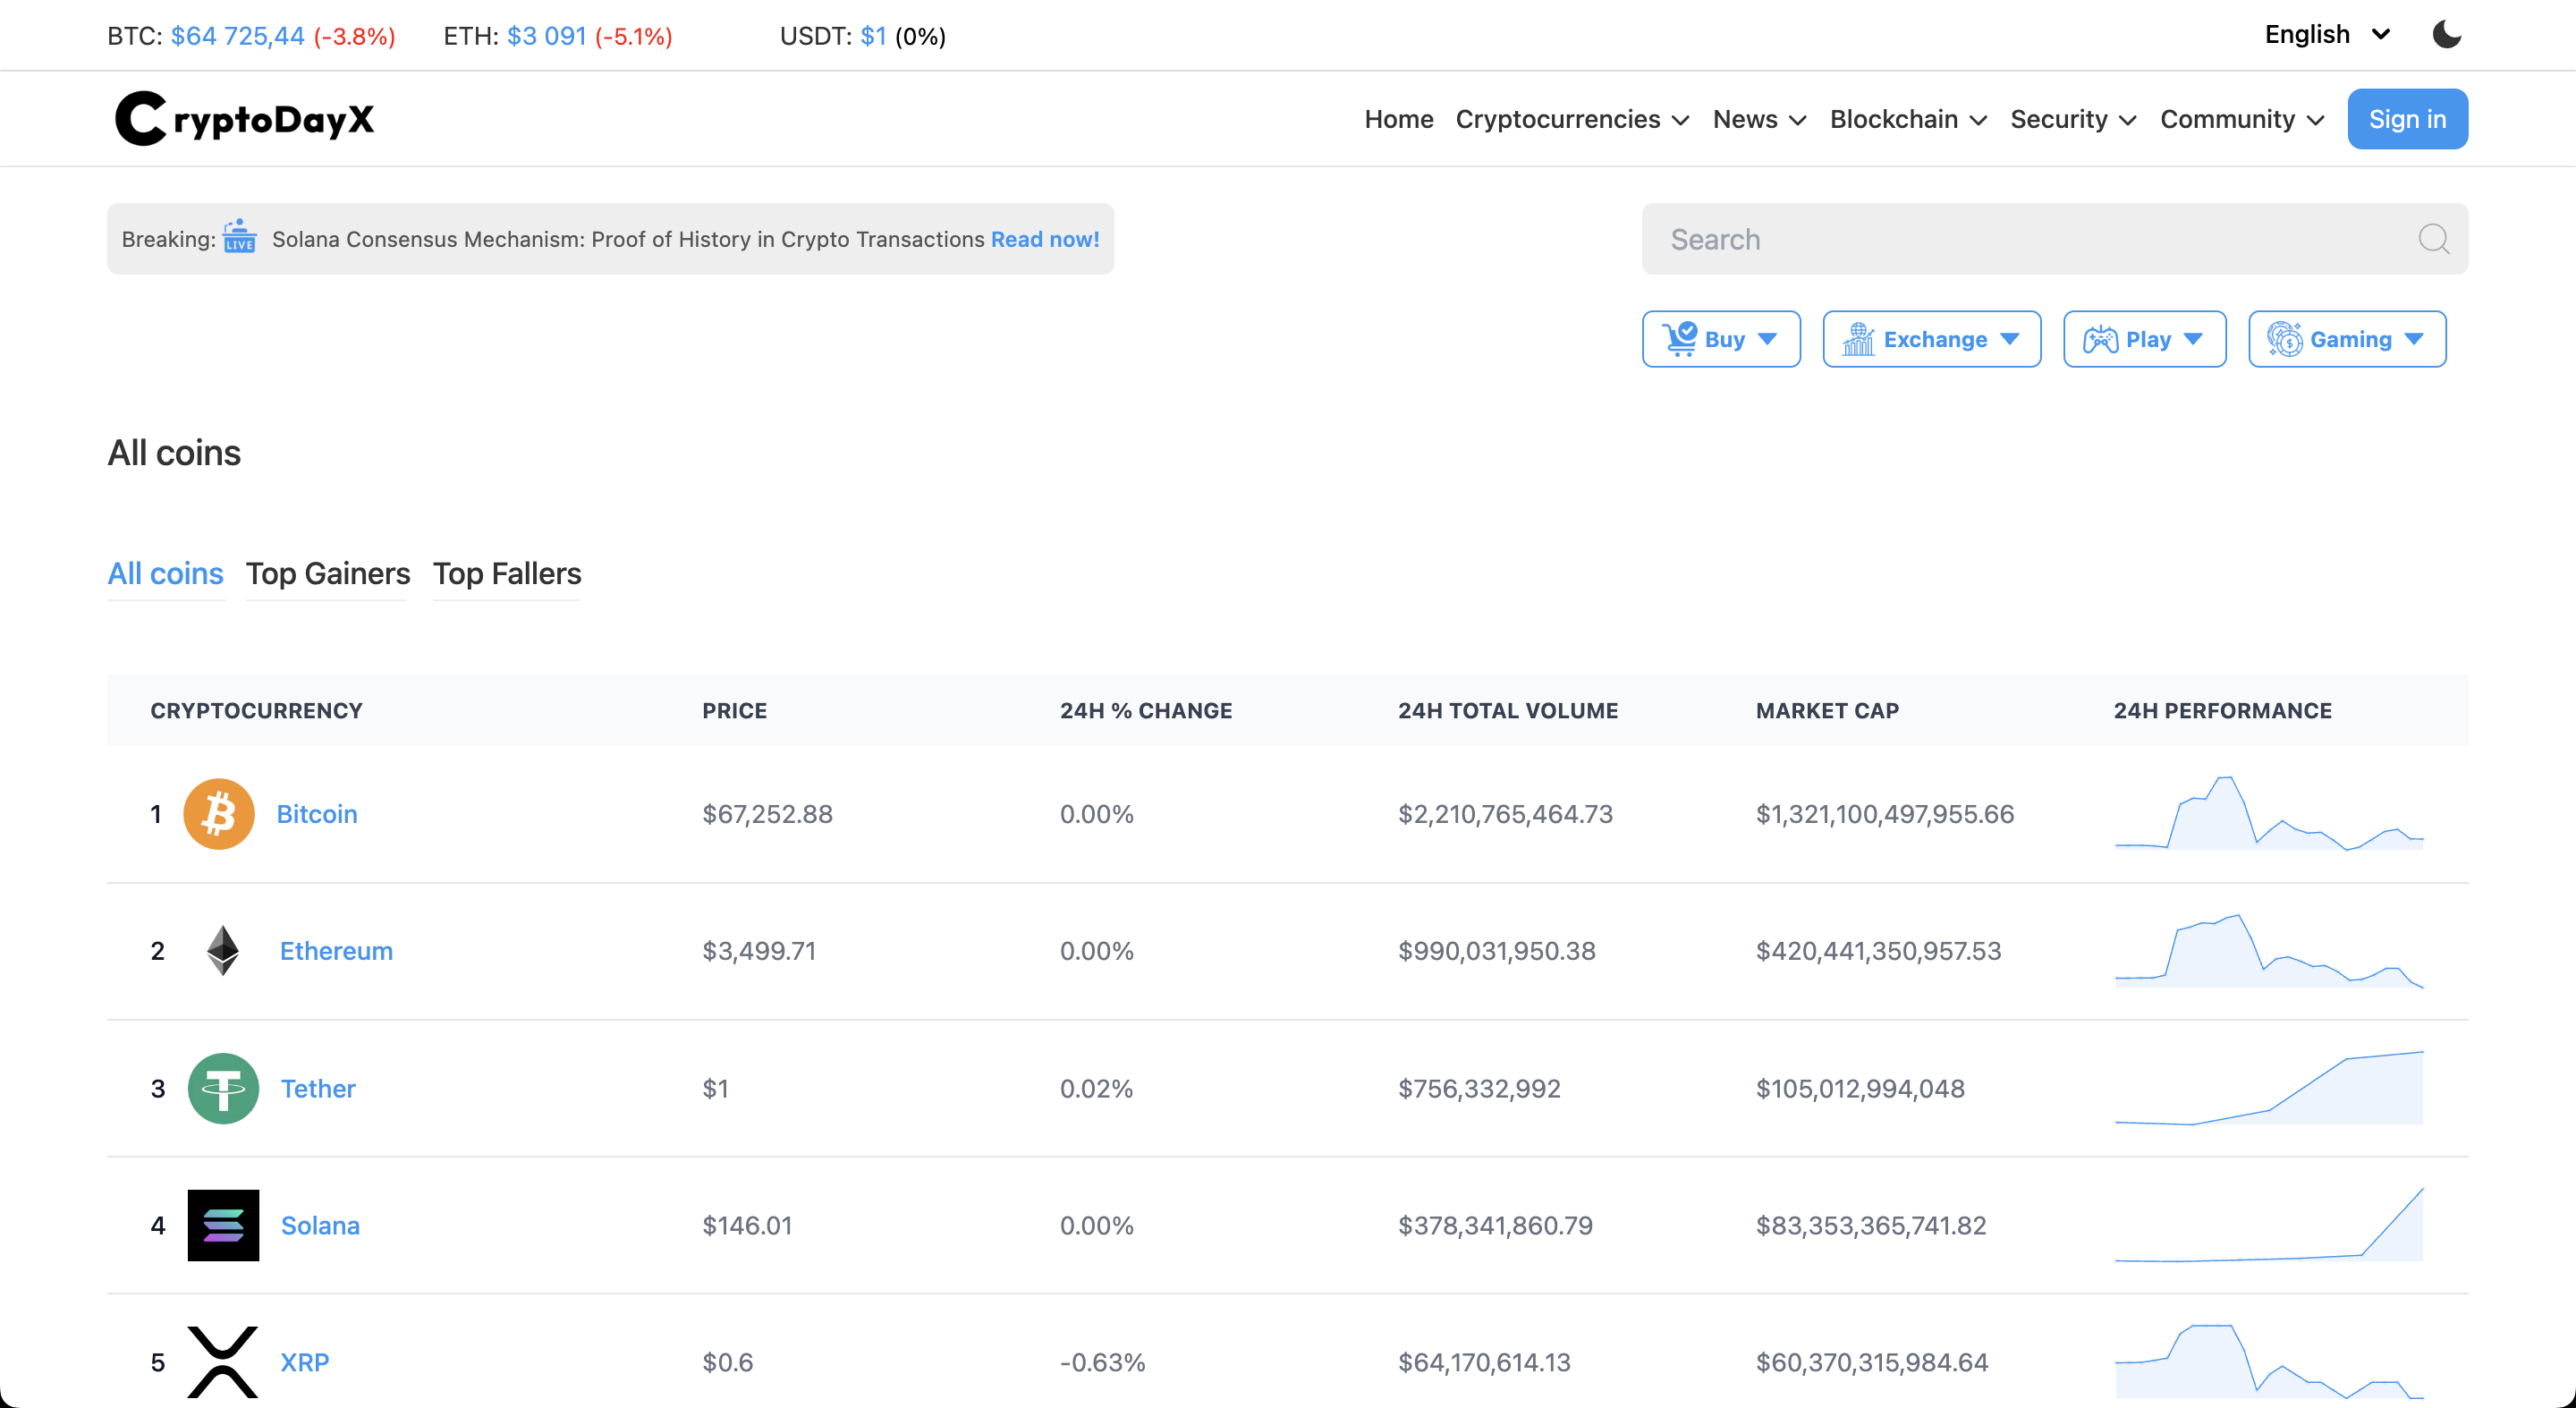 BTC: $64 725,44 (-3.8%) ETH: $3 091 (-5.1%) USDT: $1 (0%) English
CryptoDayX Home Cryptocurrencies News Blockchain Security Community Sign in
Breaking: LIVE Solana Consensus Mechanism: Proof of History in Crypto Transactions Read now! Search
Buy Exchange Play Gaming
All coins
All coins Top Gainers Top Fallers
CRYPTOCURRENCY PRICE 24H % CHANGE 24H TOTAL VOLUME MARKET CAP 24H PERFORMANCE
1 Bitcoin $67,252.88 0.00% $2,210,765,464.73 $1,321,100,497,955.66
2 Ethereum $3,499.71 0.00% $990,031,950.38 $420,441,350,957.53
3 Tether $1 0.02% $756,332,992 $105,012,994,048
4 Solana $146.01 0.00% $378,341,860.79 $83,353,365,741.82
5 XRP $0.6 -0.63% $64,170,614.13 $60,370,315,984.64